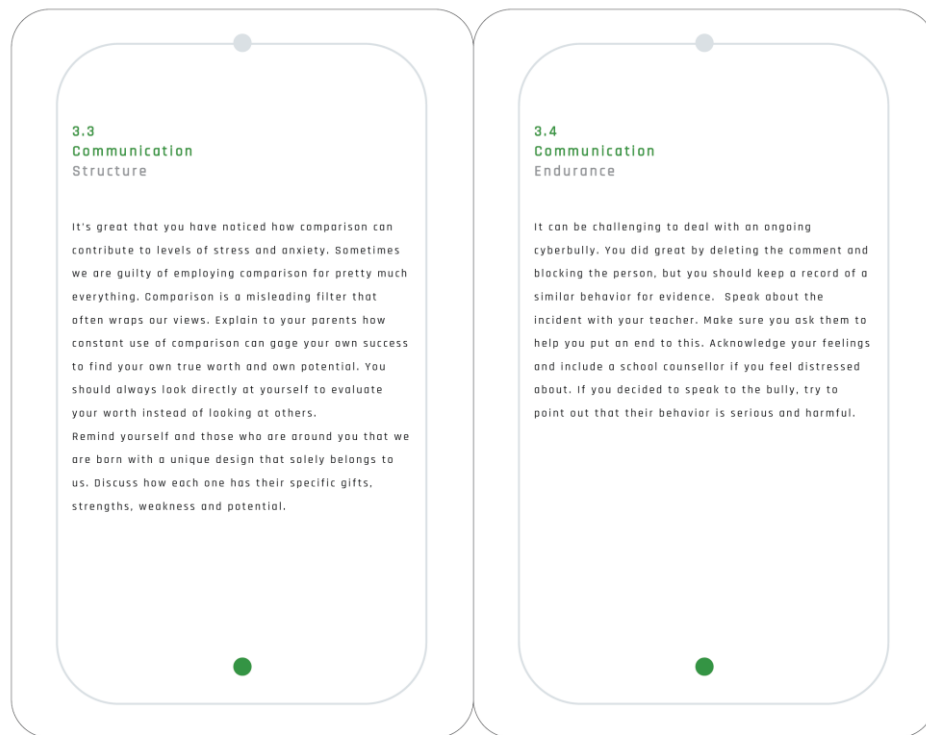 3.3
Communication
Structure
It's great that you have noticed how comparison can
contribute to levels of stress and anxiety. Sometimes
we are guilty of employing comparison for pretty much
everything. Comparison is a misleading filter that
often wraps our views. Explain to your parents how
constant use of comparison can gage your own success
to find your own true worth and own potential. You
should always look directly at yourself to evaluate
your worth instead of looking at others.
Remind yourself and those who are around you that we
are born with a unique design that solely belongs to
us. Discuss how each one has their specific gifts,
strengths, weakness and potential.
3.4
Communication
Endurance
It can be challenging to deal with an ongoing
cyberbully. You did great by deleting the comment and
blocking the person, but you should keep a record of a
similar behavior for evidence.  Speak about the
incident with your teacher. Make sure you ask them to
help you put an end to this. Acknowledge your feelings
and include a school counsellor if you feel distressed
about. If you decided to speak to the bully, try to
point out that their behavior is serious and harmful.